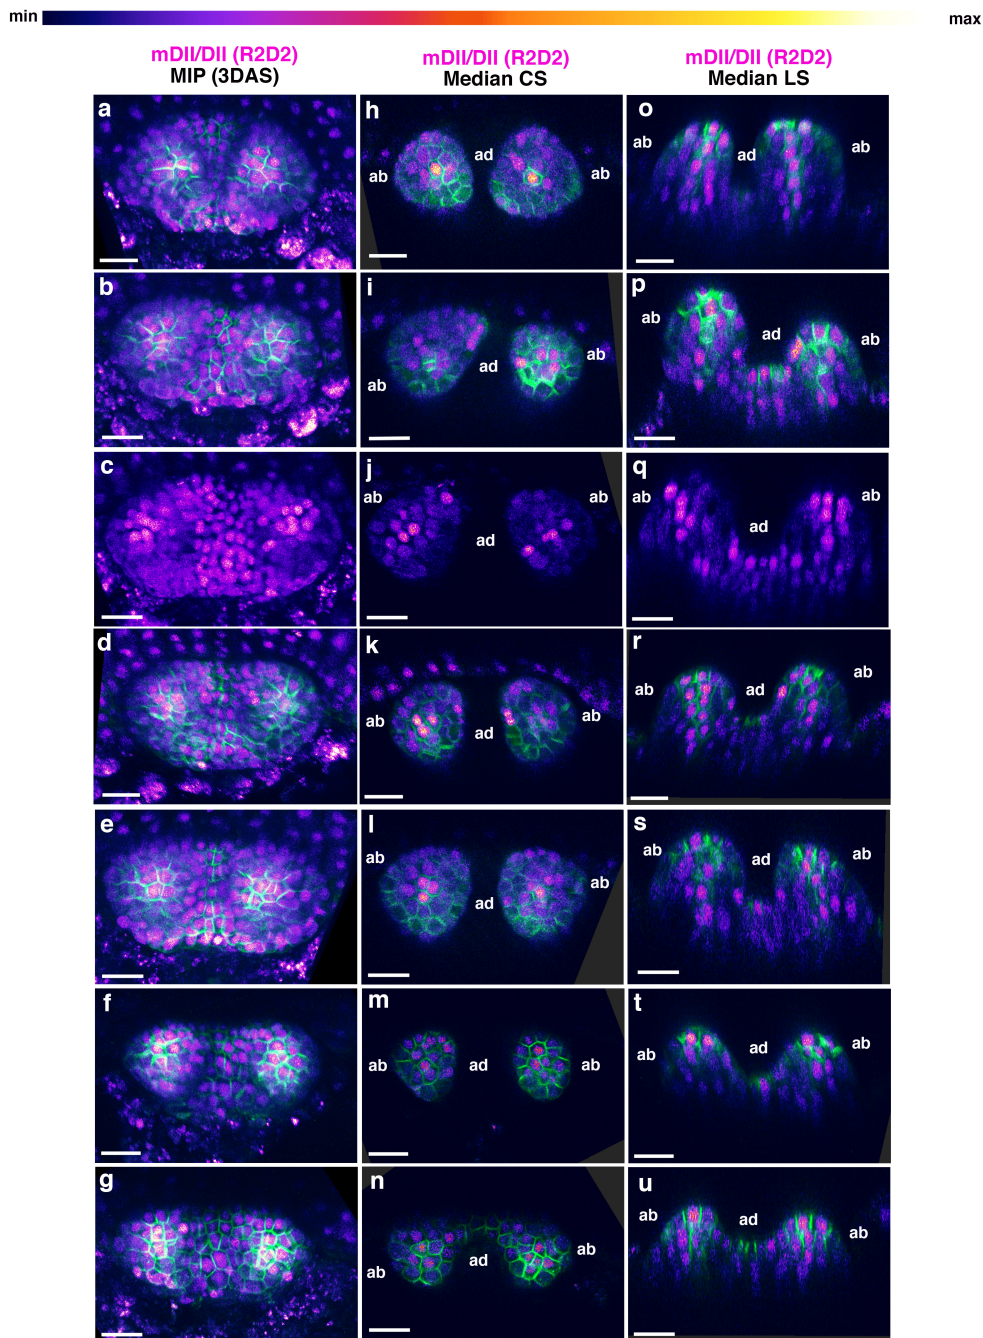 min max
mDII/DII (R2D2) mDII/DII (R2D2) mDII/DII (R2D2)
MIP (3DAS) Median CS Median LS
a h ab ad ab o ab ad ab
b i ab ad ab p ab ad ab
c j ab ad ab q ab ad ab
d k ab ad ab r ab ad ab
e l ab ad ab s ab ad ab
f m ab ad ab t ab ad ab
g n ab ad ab u ab ad ab